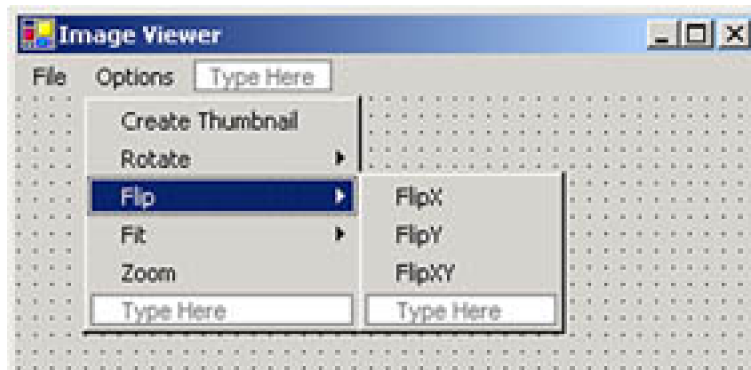 Image Viewer
File Options Type Here
Create Thumbnail
Rotate
Flip
Fit
Zoom
Type Here
FlipX
FlipY
FlipXY
Type Here